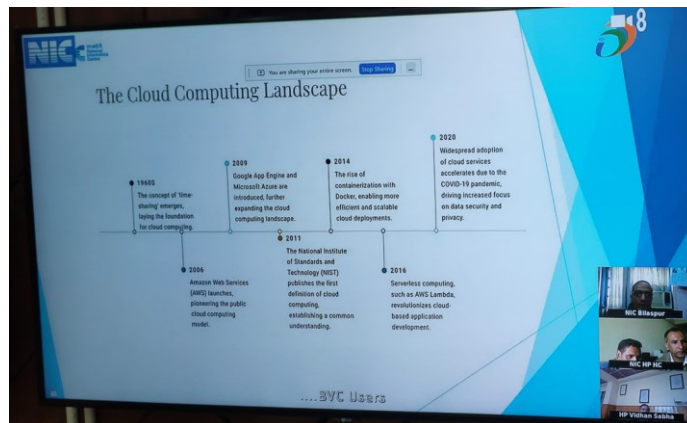 NIC
National
Informatics
Centre
8
You are sharing your entire screen. Stop Sharing ...
The Cloud Computing Landscape
1960S
The concept of 'time-
sharing' emerges,
laying the foundation
for cloud computing.
2009
Google App Engine and
Microsoft Azure are
introduced, further
expanding the cloud
computing landscape.
2014
The rise of
containerization with
Docker, enabling more
efficient and scalable
cloud deployments.
2020
Widespread adoption
of cloud services
accelerates due to the
COVID-19 pandemic,
driving increased focus
on data security and
privacy.
2006
Amazon Web Services
(AWS) launches,
pioneering the public
cloud computing
model.
2011
The National Institute
of Standards and
Technology (NIST)
publishes the first
definition of cloud
computing,
establishing a common
understanding.
2016
Serverless computing,
such as AWS Lambda,
revolutionizes cloud-
based application
development.
NIC Bilaspur
NIC HP HC
HP Vidhan Sabha
....BVC Users